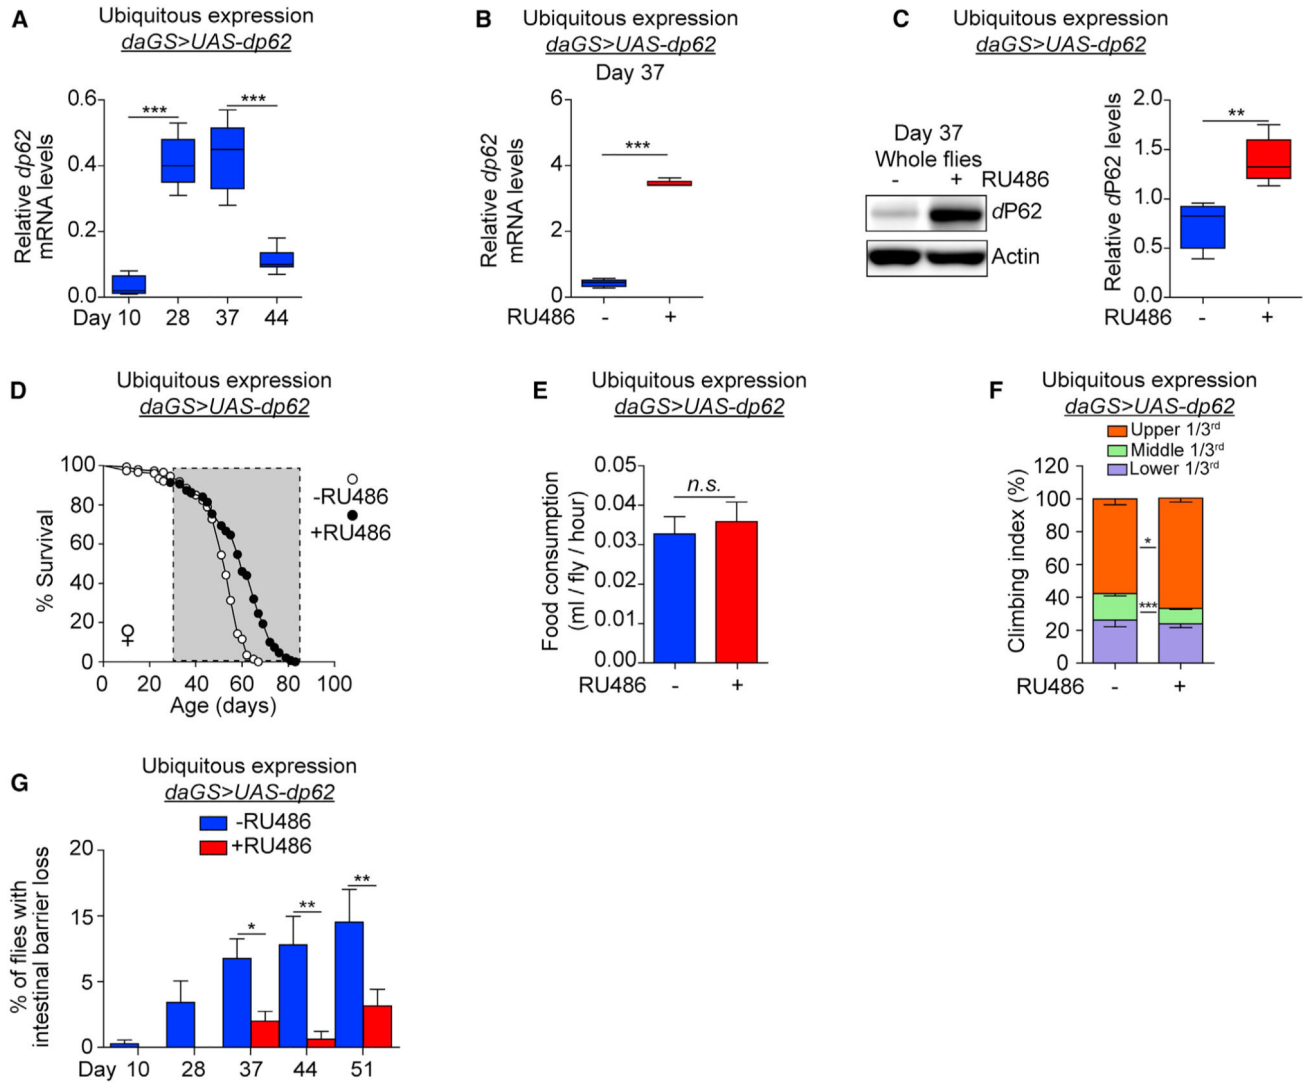 A
Ubiquitous expression
daGS>UAS-dp62
Relative dp62
mRNA levels
0.6
0.4
0.2
0.0
***
***
Day 10 28 37 44
B
Ubiquitous expression
daGS>UAS-dp62
Day 37
Relative dp62
mRNA levels
6
4
2
0
***
RU486 - +
C
Ubiquitous expression
daGS>UAS-dp62
Day 37
Whole flies
- + RU486
dP62
Actin
Relative dP62 levels
2.0
1.5
1.0
0.5
0.0
**
RU486 - +
D
Ubiquitous expression
daGS>UAS-dp62
% Survival
100
80
60
40
20
0
♀
-RU486
+RU486
0 20 40 60 80 100
Age (days)
E
Ubiquitous expression
daGS>UAS-dp62
Food consumption
(ml / fly / hour)
0.05
0.04
0.03
0.02
0.01
0.00
n.s.
RU486 - +
F
Ubiquitous expression
daGS>UAS-dp62
Upper 1/3rd
Middle 1/3rd
Lower 1/3rd
Climbing index (%)
120
100
80
60
40
20
0
*
***
RU486 - +
G
Ubiquitous expression
daGS>UAS-dp62
-RU486
+RU486
% of flies with
intestinal barrier loss
20
15
5
0
*
**
**
Day 10 28 37 44 51